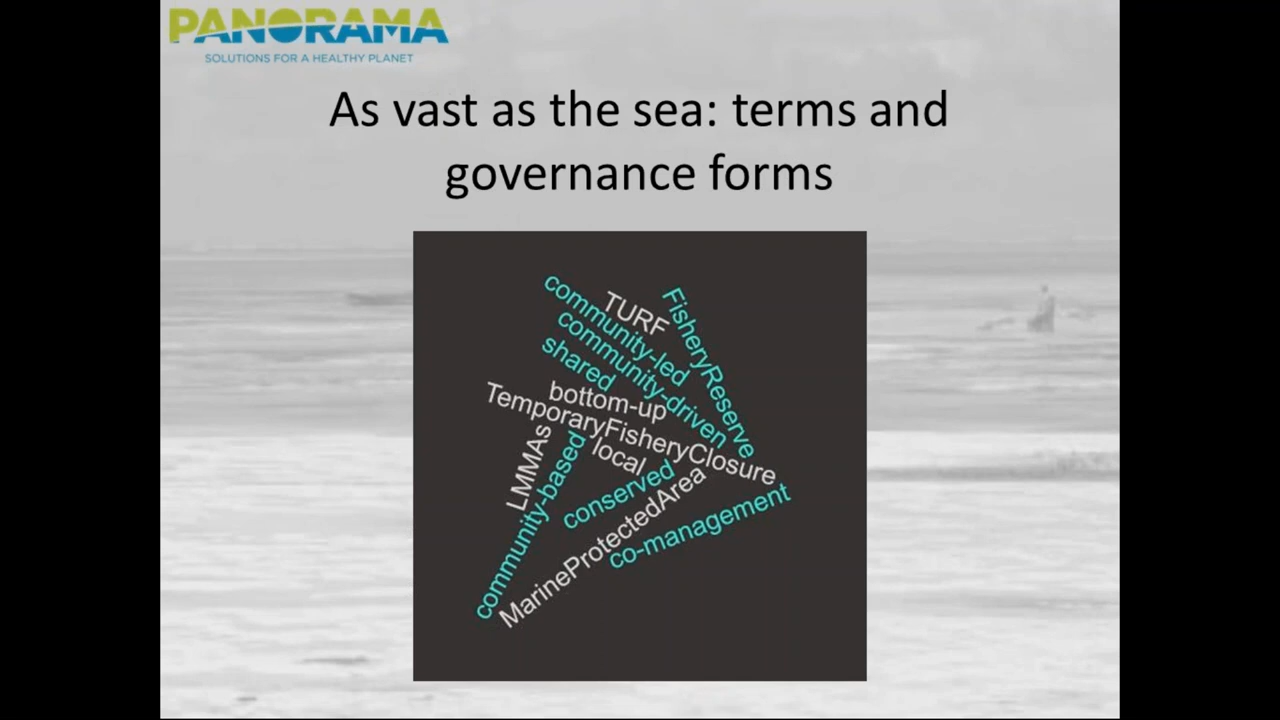 PANORAMA
SOLUTIONS FOR A HEALTHY PLANET
As vast as the sea: terms and
governance forms
community-led
TURF
FisheryReserve
community-driven
shared
bottom-up
TemporaryFisheryClosure
LMMAs
local
community-based
conserved
MarineProtectedArea
co-management